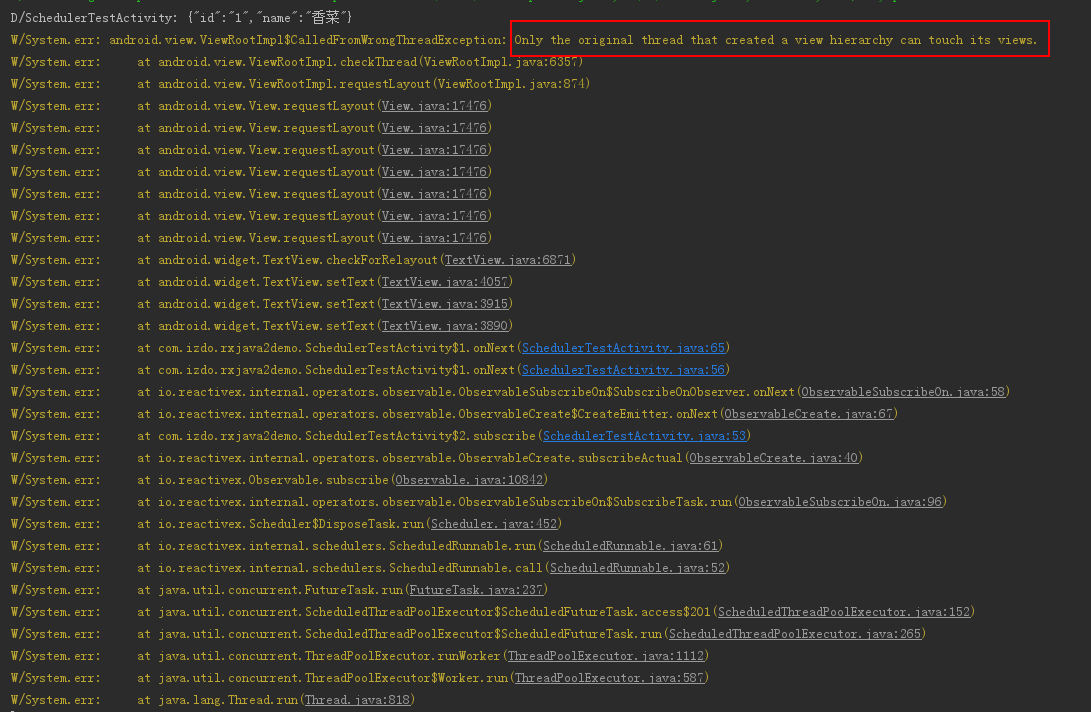 D/SchedulerTestActivity: {"id":"1","name":"香菜"}
W/System.err: android.view.ViewRootImpl$CalledFromWrongThreadException: Only the original thread that created a view hierarchy can touch its views.
W/System.err:     at android.view.ViewRootImpl.checkThread(ViewRootImpl.java:6357)
W/System.err:     at android.view.ViewRootImpl.requestLayout(ViewRootImpl.java:874)
W/System.err:     at android.view.View.requestLayout(View.java:17476)
W/System.err:     at android.view.View.requestLayout(View.java:17476)
W/System.err:     at android.view.View.requestLayout(View.java:17476)
W/System.err:     at android.view.View.requestLayout(View.java:17476)
W/System.err:     at android.view.View.requestLayout(View.java:17476)
W/System.err:     at android.view.View.requestLayout(View.java:17476)
W/System.err:     at android.view.View.requestLayout(View.java:17476)
W/System.err:     at android.widget.TextView.checkForRelayout(TextView.java:6871)
W/System.err:     at android.widget.TextView.setText(TextView.java:4057)
W/System.err:     at android.widget.TextView.setText(TextView.java:3915)
W/System.err:     at android.widget.TextView.setText(TextView.java:3890)
W/System.err:     at com.izdo.rxjava2demo.SchedulerTestActivity$1.onNext(SchedulerTestActivity.java:65)
W/System.err:     at com.izdo.rxjava2demo.SchedulerTestActivity$1.onNext(SchedulerTestActivity.java:56)
W/System.err:     at io.reactivex.internal.operators.observable.ObservableSubscribeOn$SubscribeOnObserver.onNext(ObservableSubscribeOn.java:58)
W/System.err:     at io.reactivex.internal.operators.observable.ObservableCreate$CreateEmitter.onNext(ObservableCreate.java:67)
W/System.err:     at com.izdo.rxjava2demo.SchedulerTestActivity$2.subscribe(SchedulerTestActivity.java:53)
W/System.err:     at io.reactivex.internal.operators.observable.ObservableCreate.subscribeActual(ObservableCreate.java:40)
W/System.err:     at io.reactivex.Observable.subscribe(Observable.java:10842)
W/System.err:     at io.reactivex.internal.operators.observable.ObservableSubscribeOn$SubscribeTask.run(ObservableSubscribeOn.java:96)
W/System.err:     at io.reactivex.Scheduler$DisposeTask.run(Scheduler.java:452)
W/System.err:     at io.reactivex.internal.schedulers.ScheduledRunnable.run(ScheduledRunnable.java:61)
W/System.err:     at io.reactivex.internal.schedulers.ScheduledRunnable.call(ScheduledRunnable.java:52)
W/System.err:     at java.util.concurrent.FutureTask.run(FutureTask.java:237)
W/System.err:     at java.util.concurrent.ScheduledThreadPoolExecutor$ScheduledFutureTask.access$201(ScheduledThreadPoolExecutor.java:152)
W/System.err:     at java.util.concurrent.ScheduledThreadPoolExecutor$ScheduledFutureTask.run(ScheduledThreadPoolExecutor.java:265)
W/System.err:     at java.util.concurrent.ThreadPoolExecutor.runWorker(ThreadPoolExecutor.java:1112)
W/System.err:     at java.util.concurrent.ThreadPoolExecutor$Worker.run(ThreadPoolExecutor.java:587)
W/System.err:     at java.lang.Thread.run(Thread.java:818)